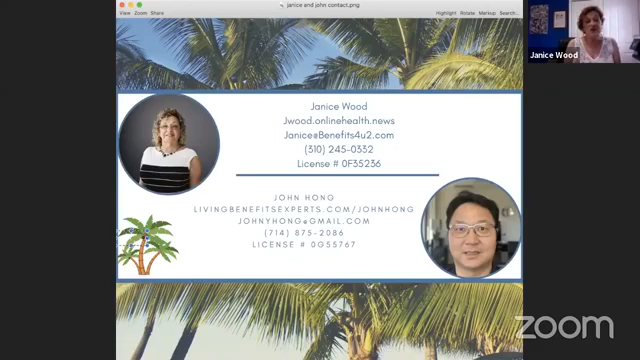 janice and john contact.png
View Zoom Share
Highlight Rotate Markup Search...
Janice Wood
Janice Wood
Jwood.onlinehealth.news
Janice@Benefits4u2.com
(310) 245-0332
License # 0F35236
JOHN HONG
LIVINGBENEFITSEXPERTS.COM/JOHNHONG
JOHNYHONG@GMAIL.COM
(714) 875-2086
LICENSE # 0G55767
zoom